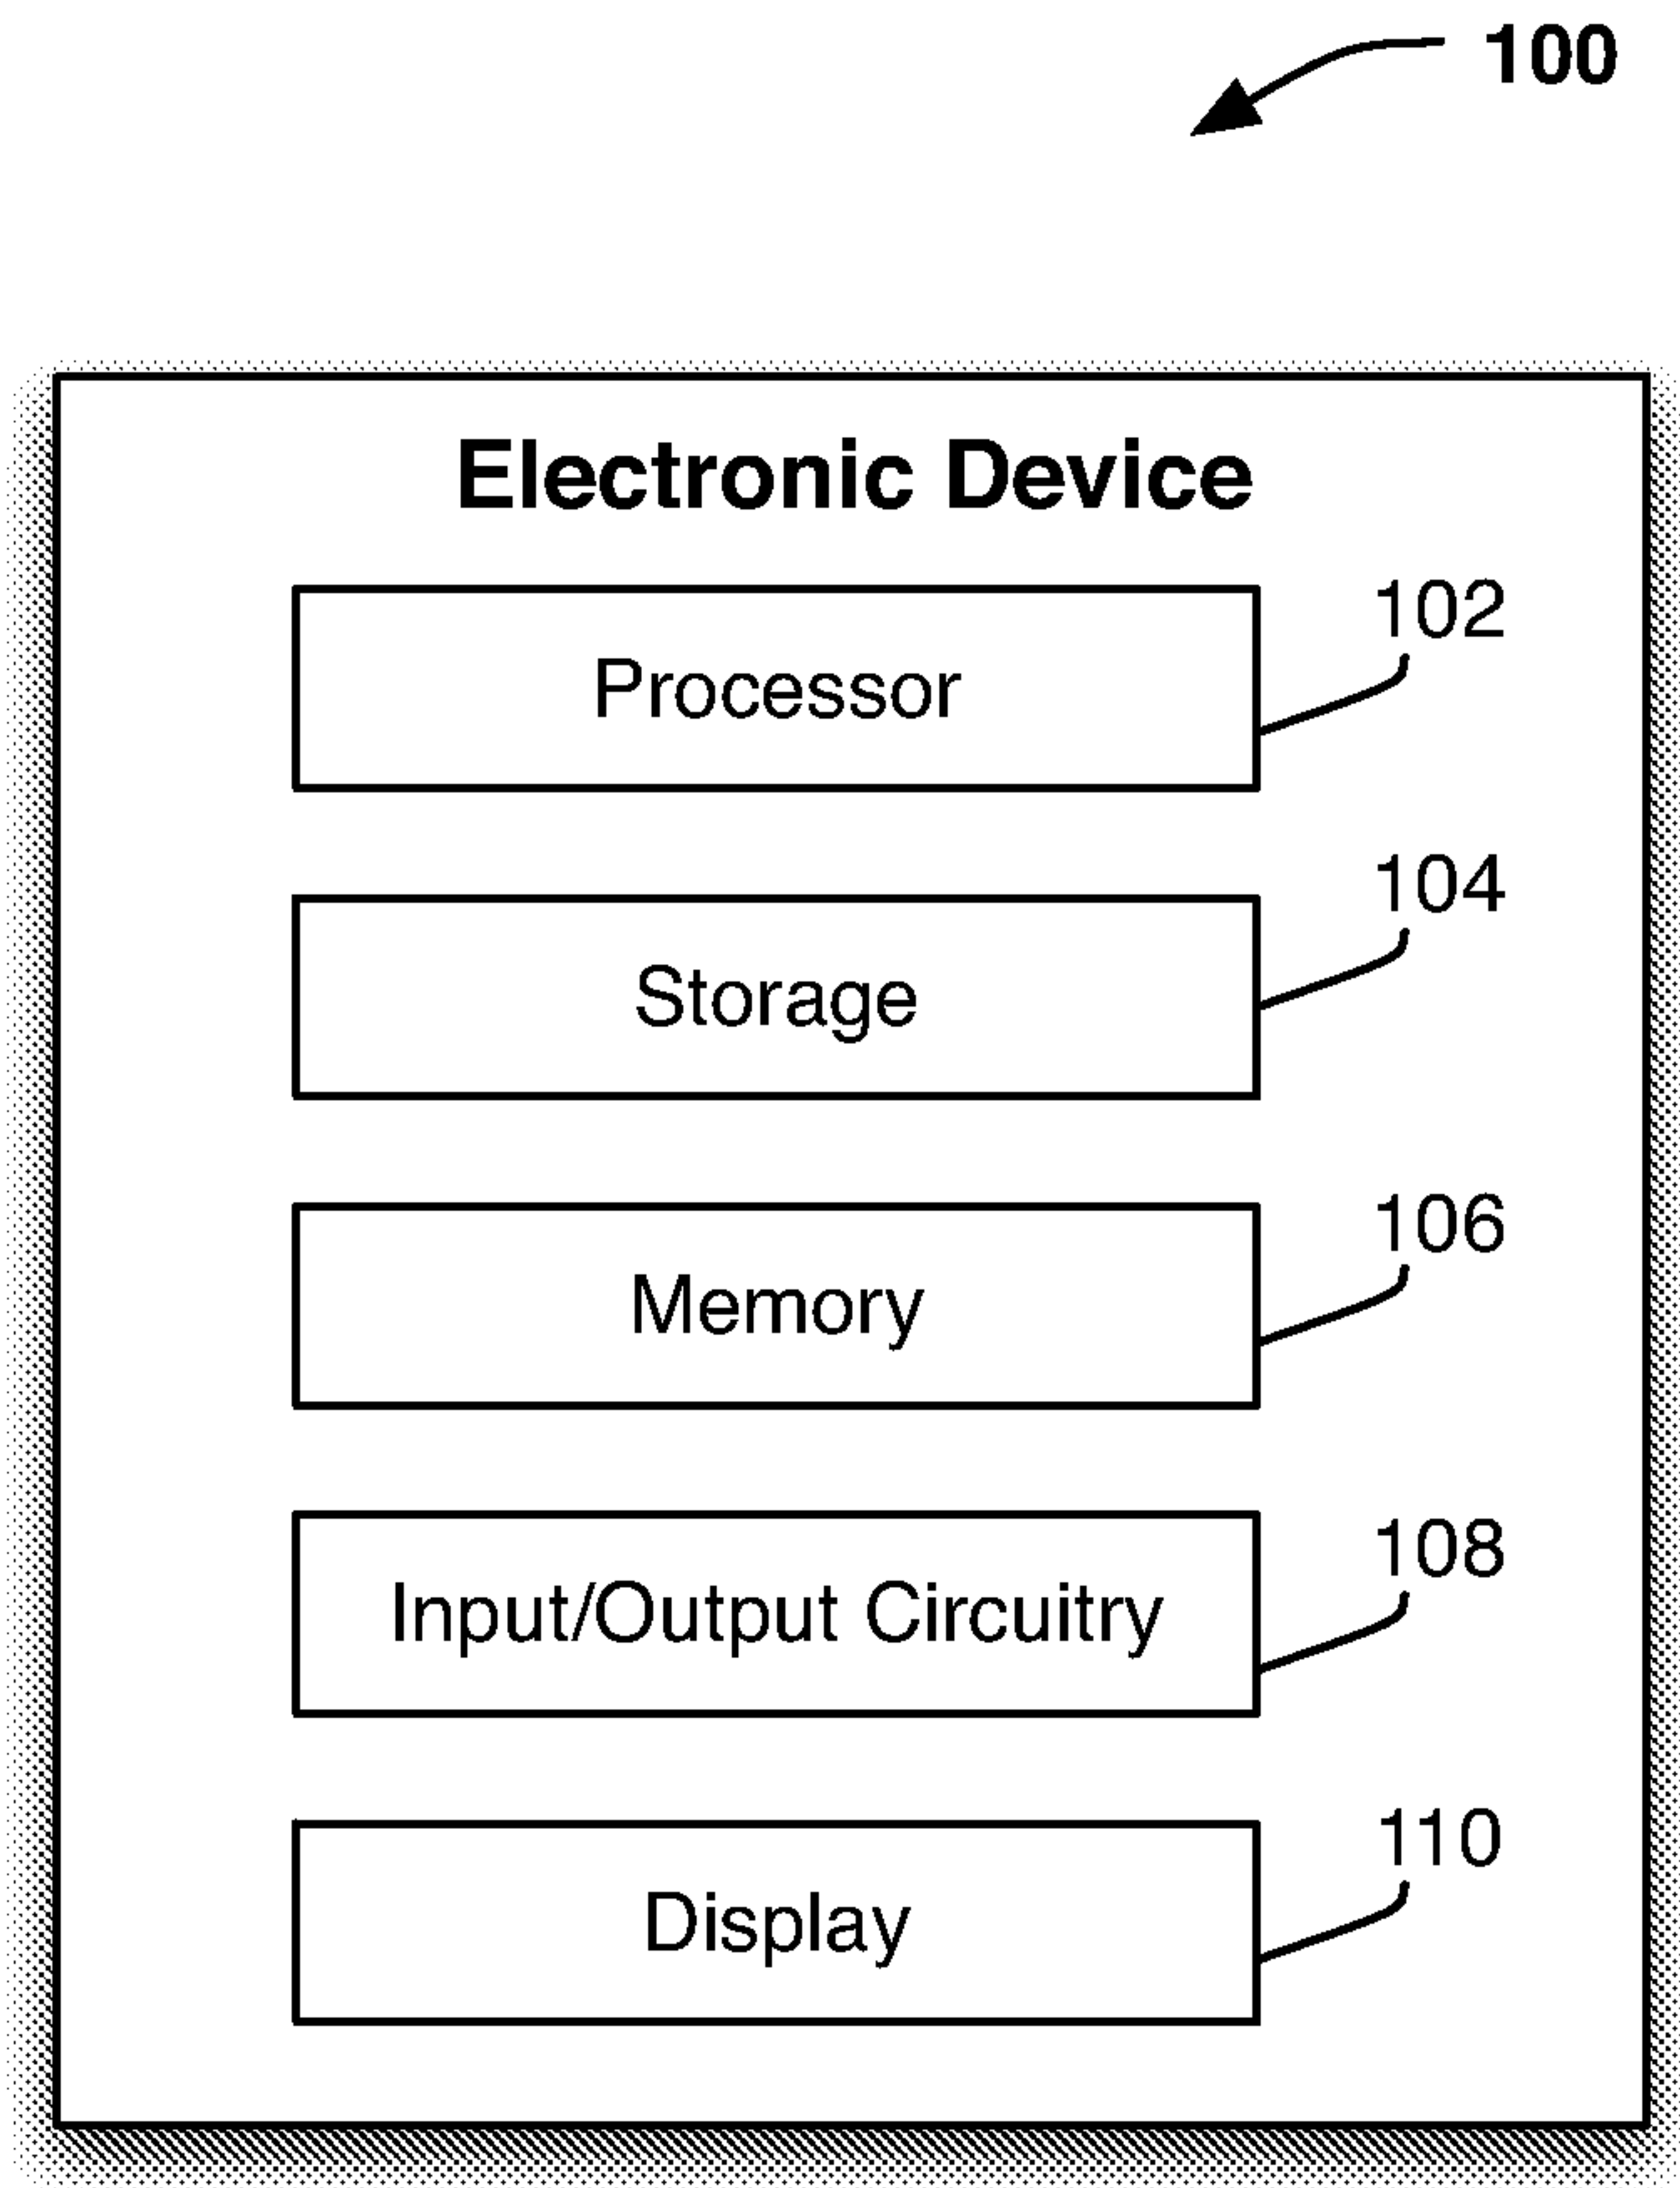 100
Electronic Device
102
Processor
104
Storage
106
Memory
108
Input/Output Circuitry
110
Display